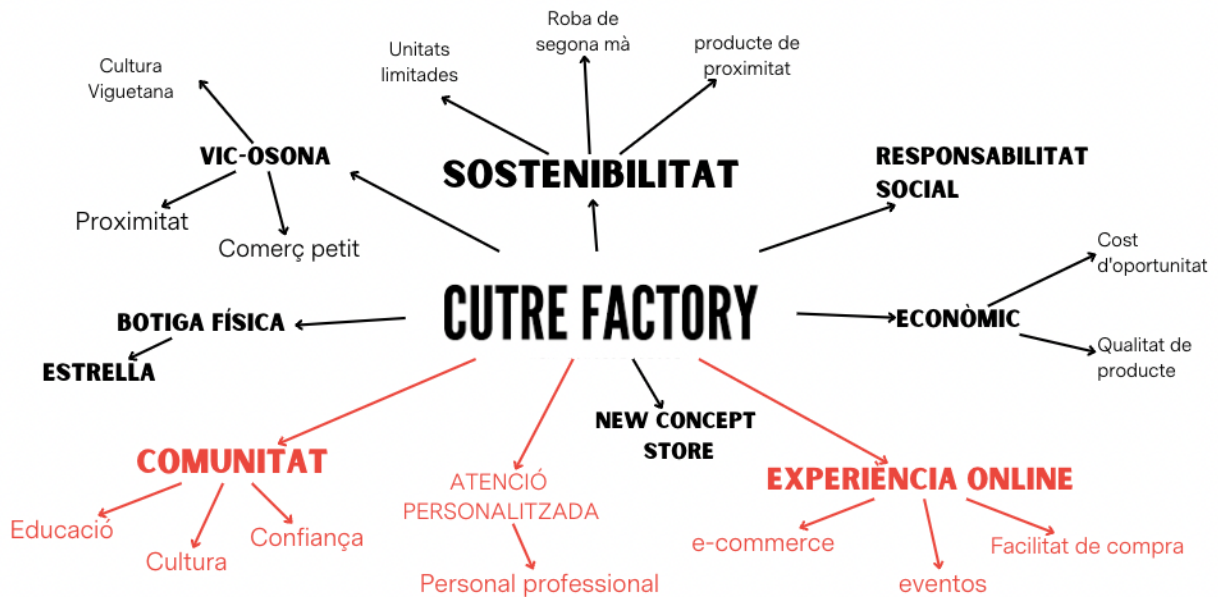 Roba de
segona mà
Unitats
limitades
producte de
proximitat
Cultura
Viguetana
VIC-OSONA
SOSTENIBILITAT
RESPONSABILITAT
SOCIAL
Proximitat
Comerç petit
Cost
d'oportunitat
CUTRE FACTORY
BOTIGA FÍSICA
ECONÒMIC
Qualitat de
producte
ESTRELLA
NEW CONCEPT
STORE
COMUNITAT
ATENCIÓ
PERSONALITZADA
EXPERIÈNCIA ONLINE
Educació
Cultura
Confiança
Personal professional
e-commerce
eventos
Facilitat de compra